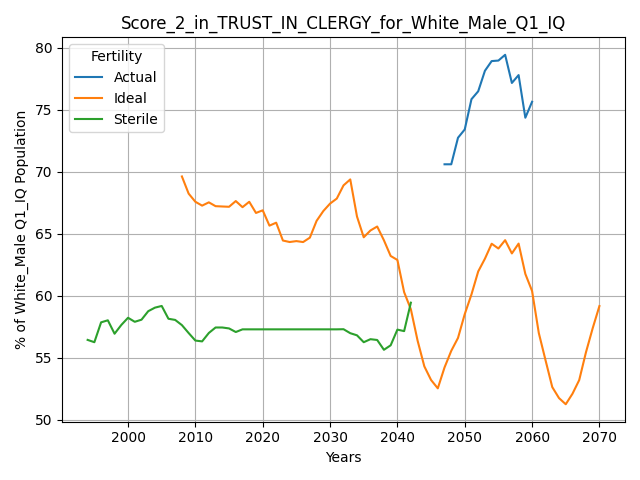 Score_2_in_TRUST_IN_CLERGY_for_White_Male_Q1_IQ
Fertility
Actual
Ideal
Sterile
% of White_Male Q1_IQ Population
80
75
70
65
60
55
50
2000 2010 2020 2030 2040 2050 2060 2070
Years